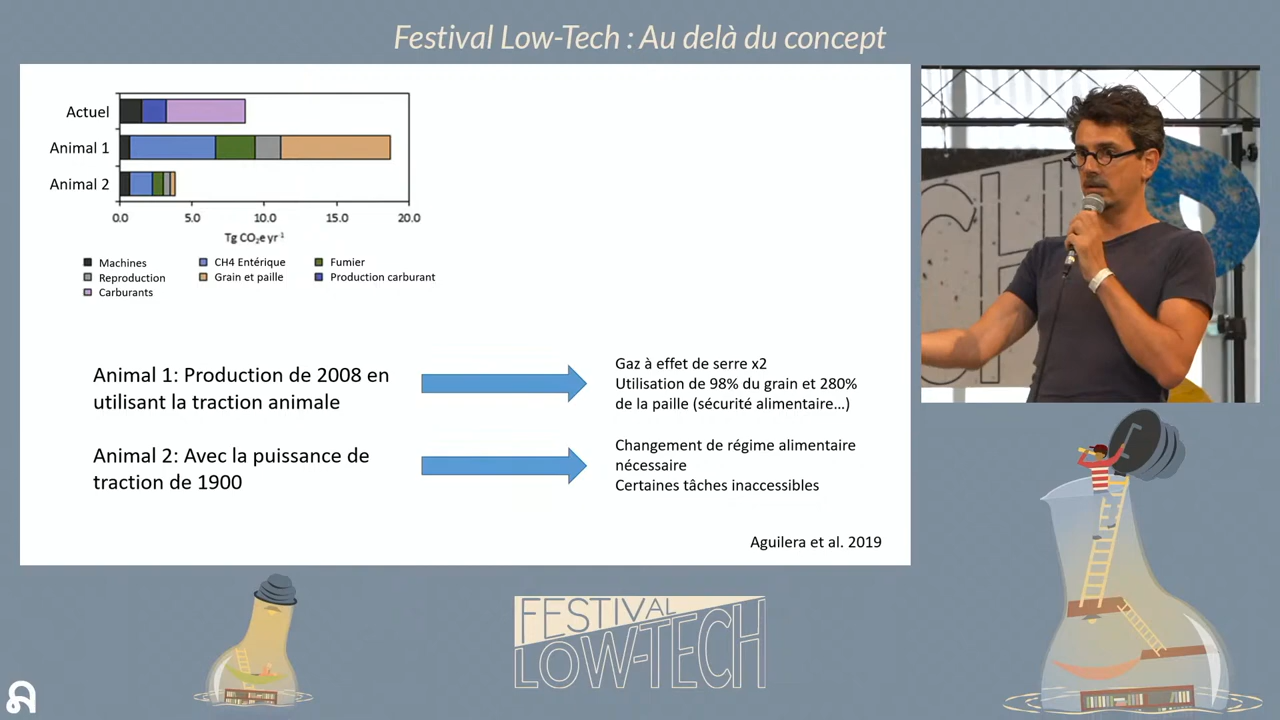 Festival Low-Tech : Au delà du concept
Actuel
Animal 1
Animal 2
0.0 5.0 10.0 15.0 20.0
Tg CO₂e yr⁻¹
Machines CH4 Entérique Fumier
Reproduction Grain et paille Production carburant
Carburants
Animal 1: Production de 2008 en
utilisant la traction animale
Gaz à effet de serre x2
Utilisation de 98% du grain et 280%
de la paille (sécurité alimentaire...)
Animal 2: Avec la puissance de
traction de 1900
Changement de régime alimentaire
nécessaire
Certaines tâches inaccessibles
Aguilera et al. 2019
CH
FESTIVAL
LOW-TECH